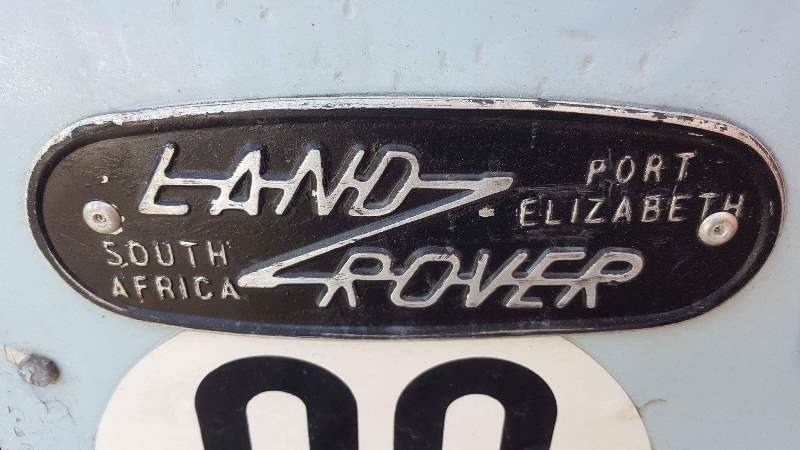 LAND
ROVER
PORT
ELIZABETH
SOUTH
AFRICA